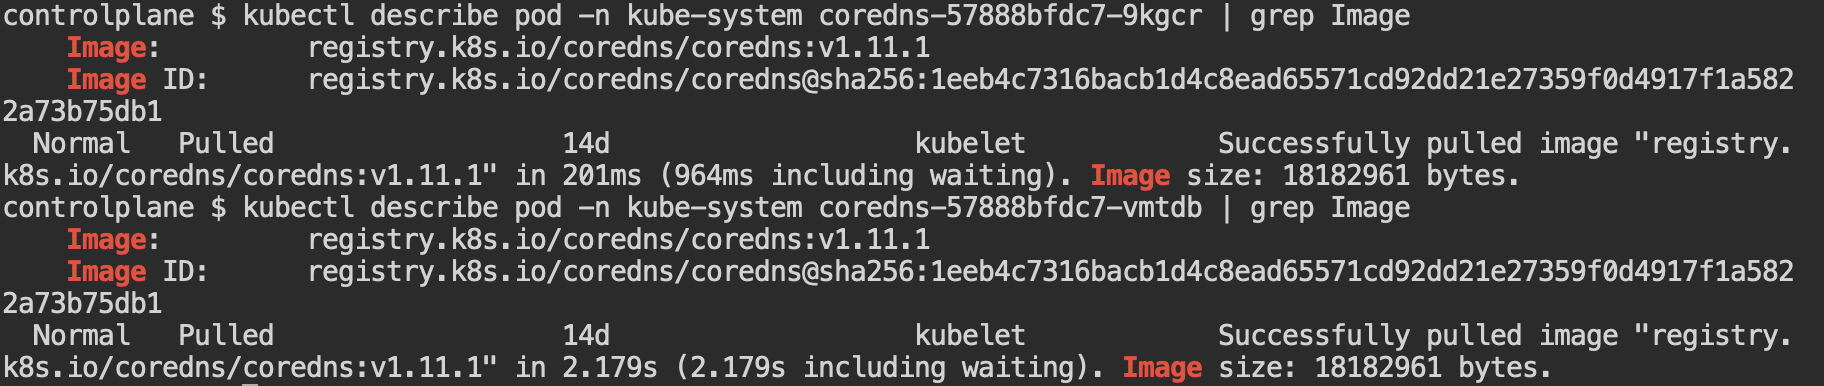 controlplane $ kubectl describe pod -n kube-system coredns-57888bfdc7-9kgcr | grep Image
    Image:         registry.k8s.io/coredns/coredns:v1.11.1
    Image ID:      registry.k8s.io/coredns/coredns@sha256:1eeb4c7316bacb1d4c8ead65571cd92dd21e27359f0d4917f1a582
2a73b75db1
  Normal   Pulled                  14d                   kubelet            Successfully pulled image "registry.
k8s.io/coredns/coredns:v1.11.1" in 201ms (964ms including waiting). Image size: 18182961 bytes.
controlplane $ kubectl describe pod -n kube-system coredns-57888bfdc7-vmtdb | grep Image
    Image:         registry.k8s.io/coredns/coredns:v1.11.1
    Image ID:      registry.k8s.io/coredns/coredns@sha256:1eeb4c7316bacb1d4c8ead65571cd92dd21e27359f0d4917f1a582
2a73b75db1
  Normal   Pulled                  14d                   kubelet            Successfully pulled image "registry.
k8s.io/coredns/coredns:v1.11.1" in 2.179s (2.179s including waiting). Image size: 18182961 bytes.